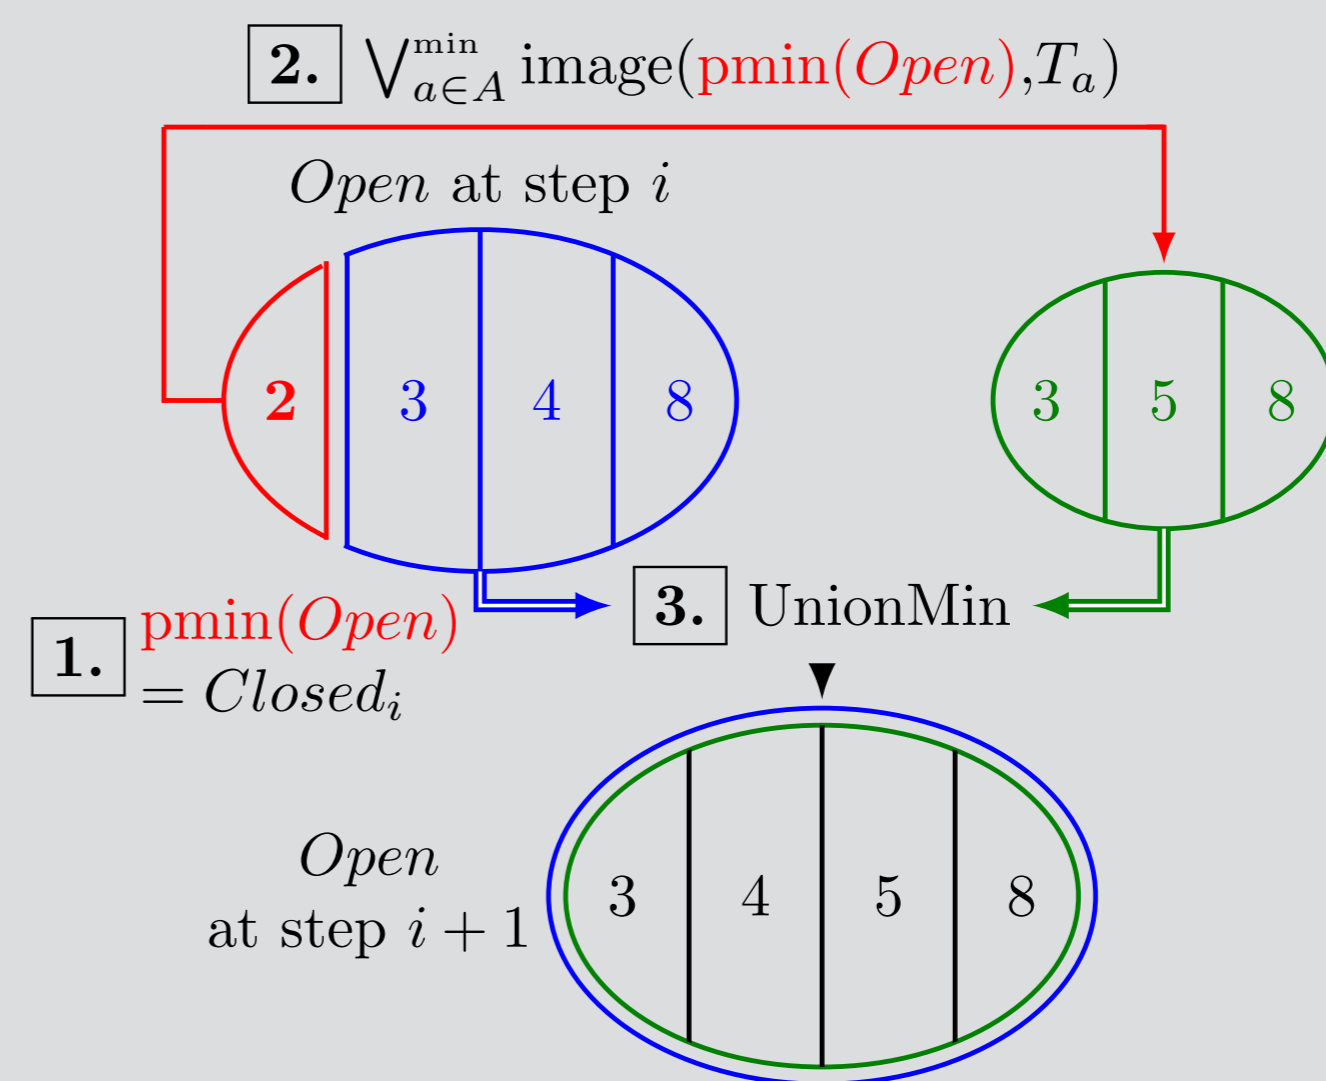 2. ⋁^min_{a∈A} image(pmin(Open),T_a)
Open at step i
2 3 4 8
3 5 8
1. pmin(Open)
= Closed_i
3. UnionMin
Open
at step i + 1
3 4 5 8